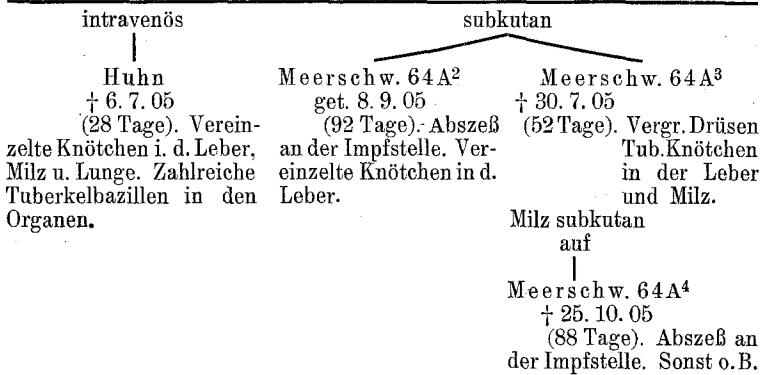 intravenös
Huhn
† 6. 7. 05
(28 Tage). Verein-
zelte Knötchen i. d. Leber,
Milz u. Lunge. Zahlreiche
Tuberkelbazillen in den
Organen.
subkutan
Meerschw. 64A²
get. 8. 9. 05
(92 Tage). Abszeß
an der Impfstelle. Ver-
einzelte Knötchen in d.
Leber.
Meerschw. 64A³
† 30. 7. 05
(52 Tage). Vergr. Drüsen
Tub. Knötchen
in der Leber
und Milz.
Milz subkutan
auf
Meerschw. 64A⁴
† 25. 10. 05
(88 Tage). Abszeß an
der Impfstelle. Sonst o. B.